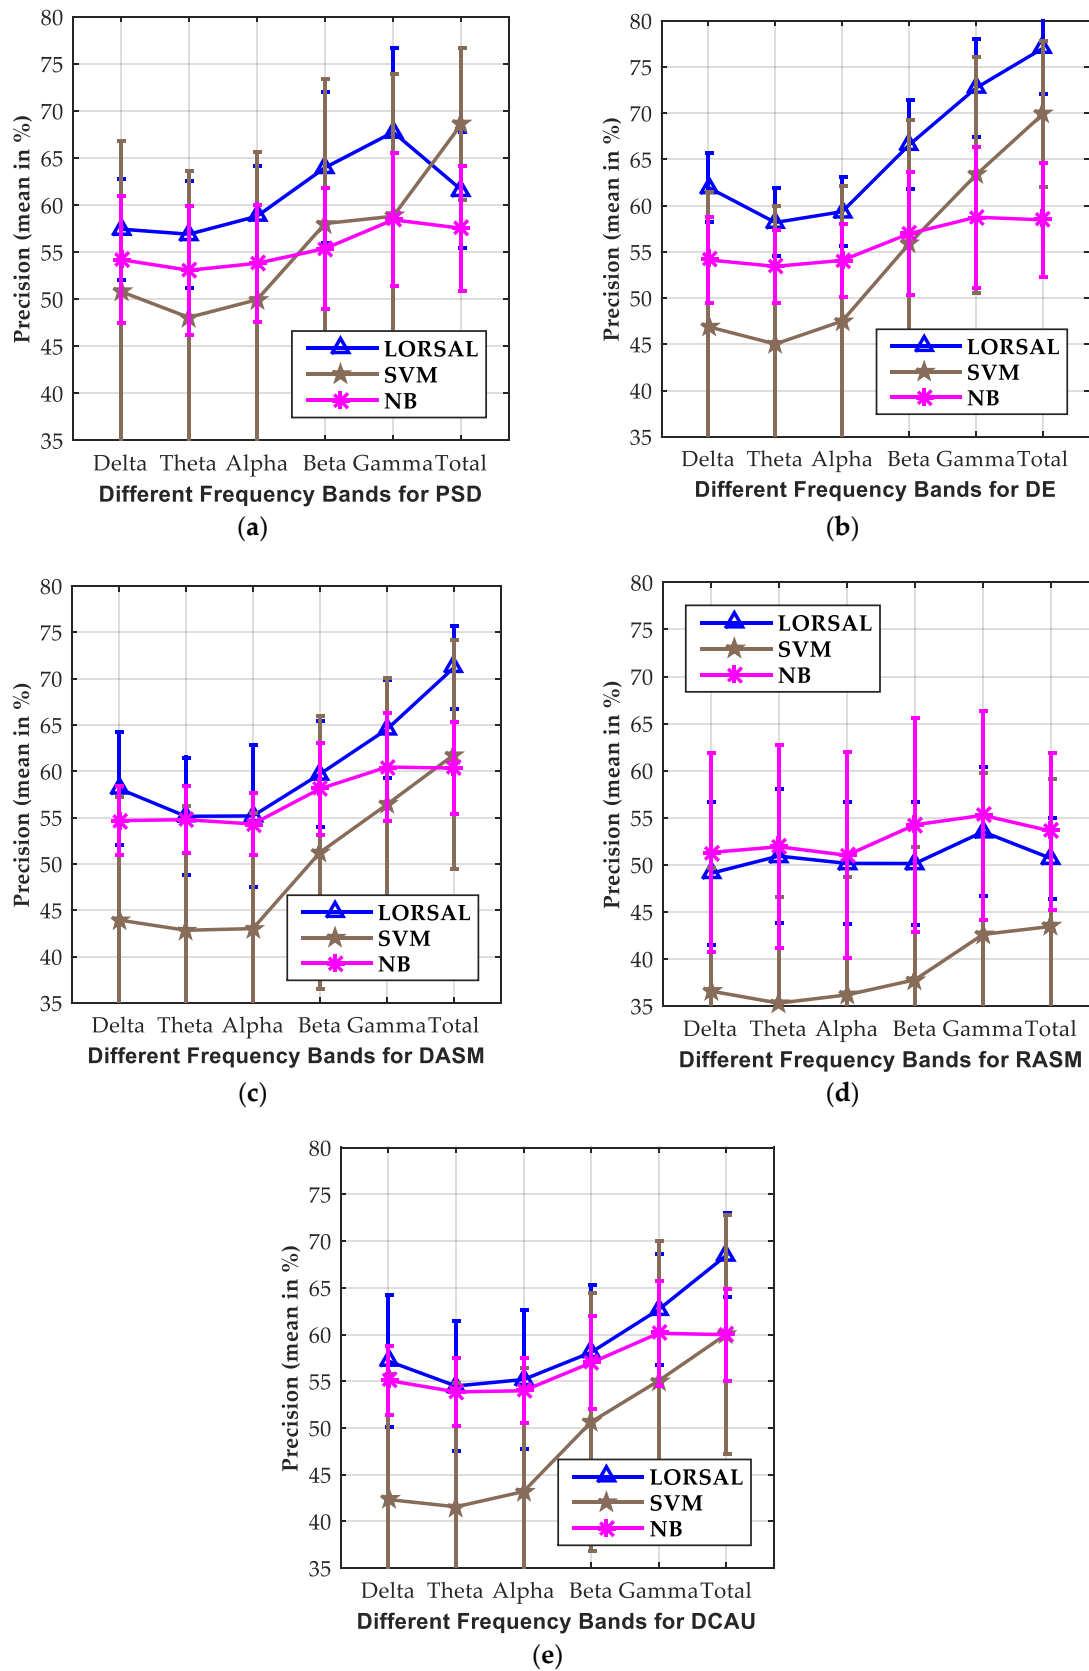 80
75
70
65
60
55
50
45
40
35
Precision (mean in %)
LORSAL
SVM
NB
Delta Theta Alpha Beta Gamma Total
Different Frequency Bands for PSD
(a)
80
75
70
65
60
55
50
45
40
35
Precision (mean in %)
LORSAL
SVM
NB
Delta Theta Alpha Beta Gamma Total
Different Frequency Bands for DE
(b)
80
75
70
65
60
55
50
45
40
35
Precision (mean in %)
LORSAL
SVM
NB
Delta Theta Alpha Beta Gamma Total
Different Frequency Bands for DASM
(c)
80
75
70
65
60
55
50
45
40
35
Precision (mean in %)
LORSAL
SVM
NB
Delta Theta Alpha Beta Gamma Total
Different Frequency Bands for RASM
(d)
80
75
70
65
60
55
50
45
40
35
Precision (mean in %)
LORSAL
SVM
NB
Delta Theta Alpha Beta Gamma Total
Different Frequency Bands for DCAU
(e)